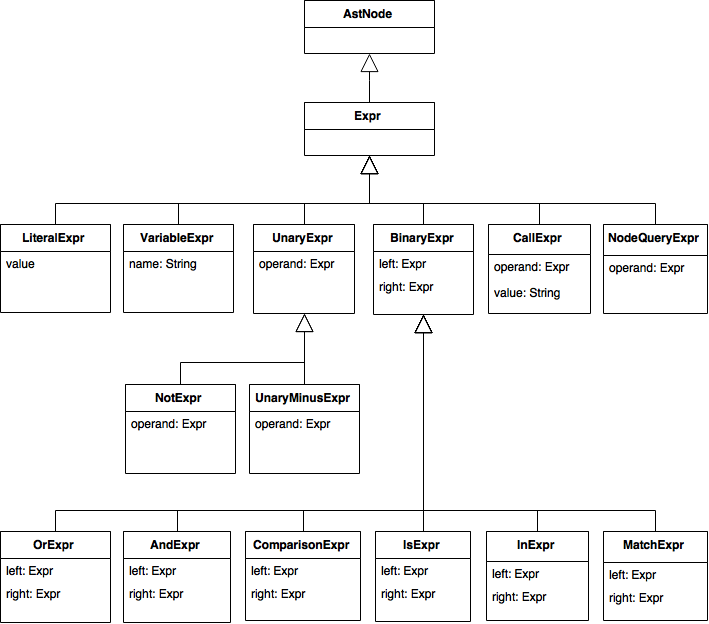 AstNode
Expr
LiteralExpr
value
VariableExpr
name: String
UnaryExpr
operand: Expr
BinaryExpr
left: Expr
right: Expr
CallExpr
operand: Expr
value: String
NodeQueryExpr
operand: Expr
NotExpr
operand: Expr
UnaryMinusExpr
operand: Expr
OrExpr
left: Expr
right: Expr
AndExpr
left: Expr
right: Expr
ComparisonExpr
left: Expr
right: Expr
IsExpr
left: Expr
right: Expr
InExpr
left: Expr
right: Expr
MatchExpr
left: Expr
right: Expr